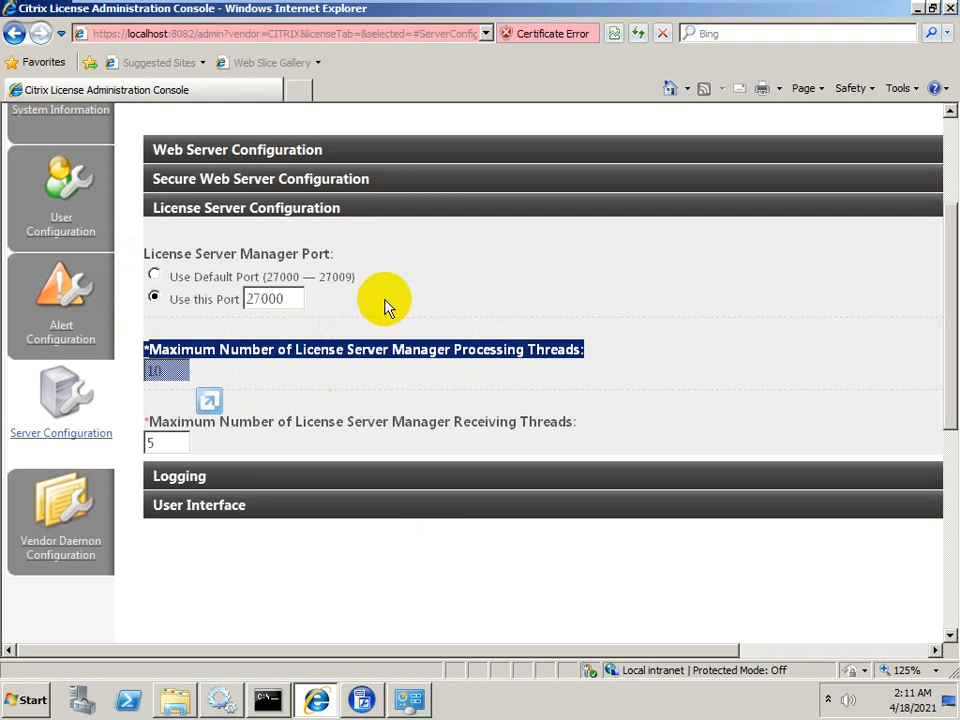 Citrix License Administration Console - Windows Internet Explorer
https://localhost:8082/admin?vendor=CITRIX&licenseTab=&selected=#ServerConfig
Certificate Error
Bing
Favorites
Suggested Sites
Web Slice Gallery
Citrix License Administration Console
Page
Safety
Tools
System Information
Web Server Configuration
Secure Web Server Configuration
License Server Configuration
User
Configuration
License Server Manager Port:
Use Default Port (27000 — 27009)
Use this Port 27000
Alert
Configuration
*Maximum Number of License Server Manager Processing Threads:
10
Server Configuration
*Maximum Number of License Server Manager Receiving Threads:
5
Logging
User Interface
Vendor Daemon
Configuration
Local intranet | Protected Mode: Off
125%
Start
2:11 AM
4/18/2021